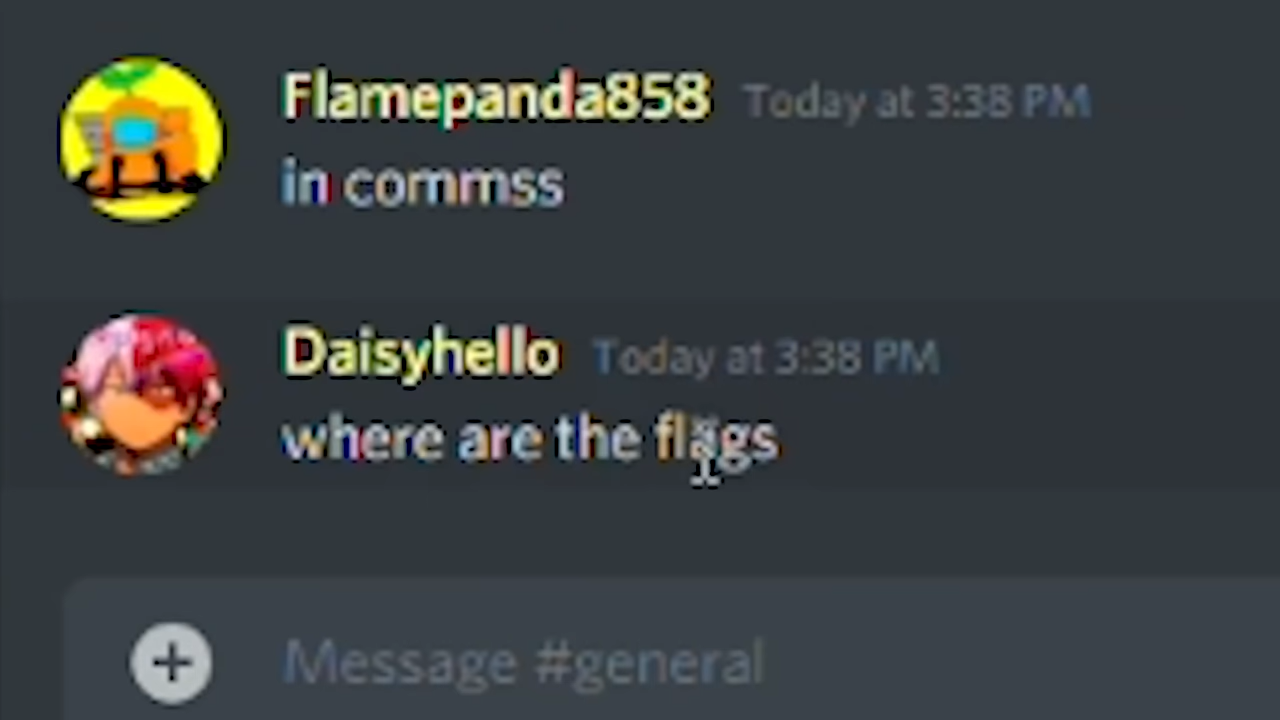 Flamepanda858 Today at 3:38 PM
in commss
Daisyhello Today at 3:38 PM
where are the flags
Message #general